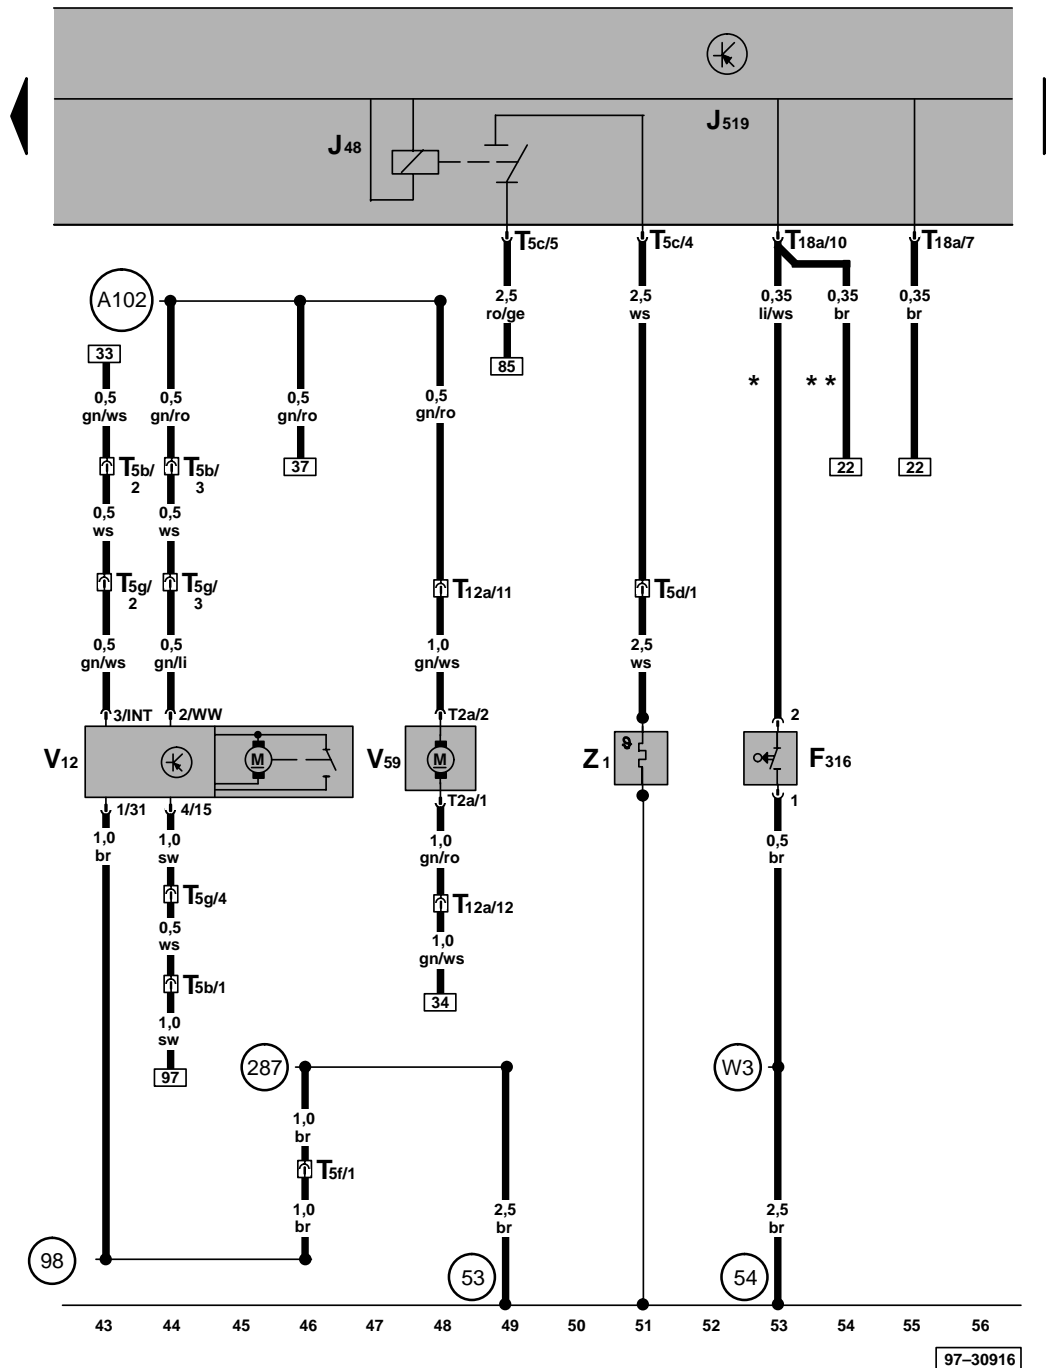 J48
J519
T5c/5
T5c/4
T18a/10
T18a/7
A102
2,5
ro/ge
2,5
ws
0,35
li/ws
0,35
br
0,35
br
33
85
0,5
gn/ws
0,5
gn/ro
0,5
gn/ro
0,5
gn/ro
*
* *
T5b/
2
T5b/
3
37
22
22
0,5
ws
0,5
ws
T5g/
2
T5g/
3
T12a/11
T5d/1
0,5
gn/ws
0,5
gn/li
1,0
gn/ws
2,5
ws
3/INT
2/WW
T2a/2
2
V12
M
V59
M
Z1
ϑ
F316
1/31
4/15
T2a/1
1
1,0
br
1,0
sw
1,0
gn/ro
0,5
br
T5g/4
T12a/12
0,5
ws
1,0
gn/ws
T5b/1
34
1,0
sw
97
287
W3
1,0
br
T5f/1
1,0
br
2,5
br
2,5
br
98
53
54
43 44 45 46 47 48 49 50 51 52 53 54 55 56
97–30916